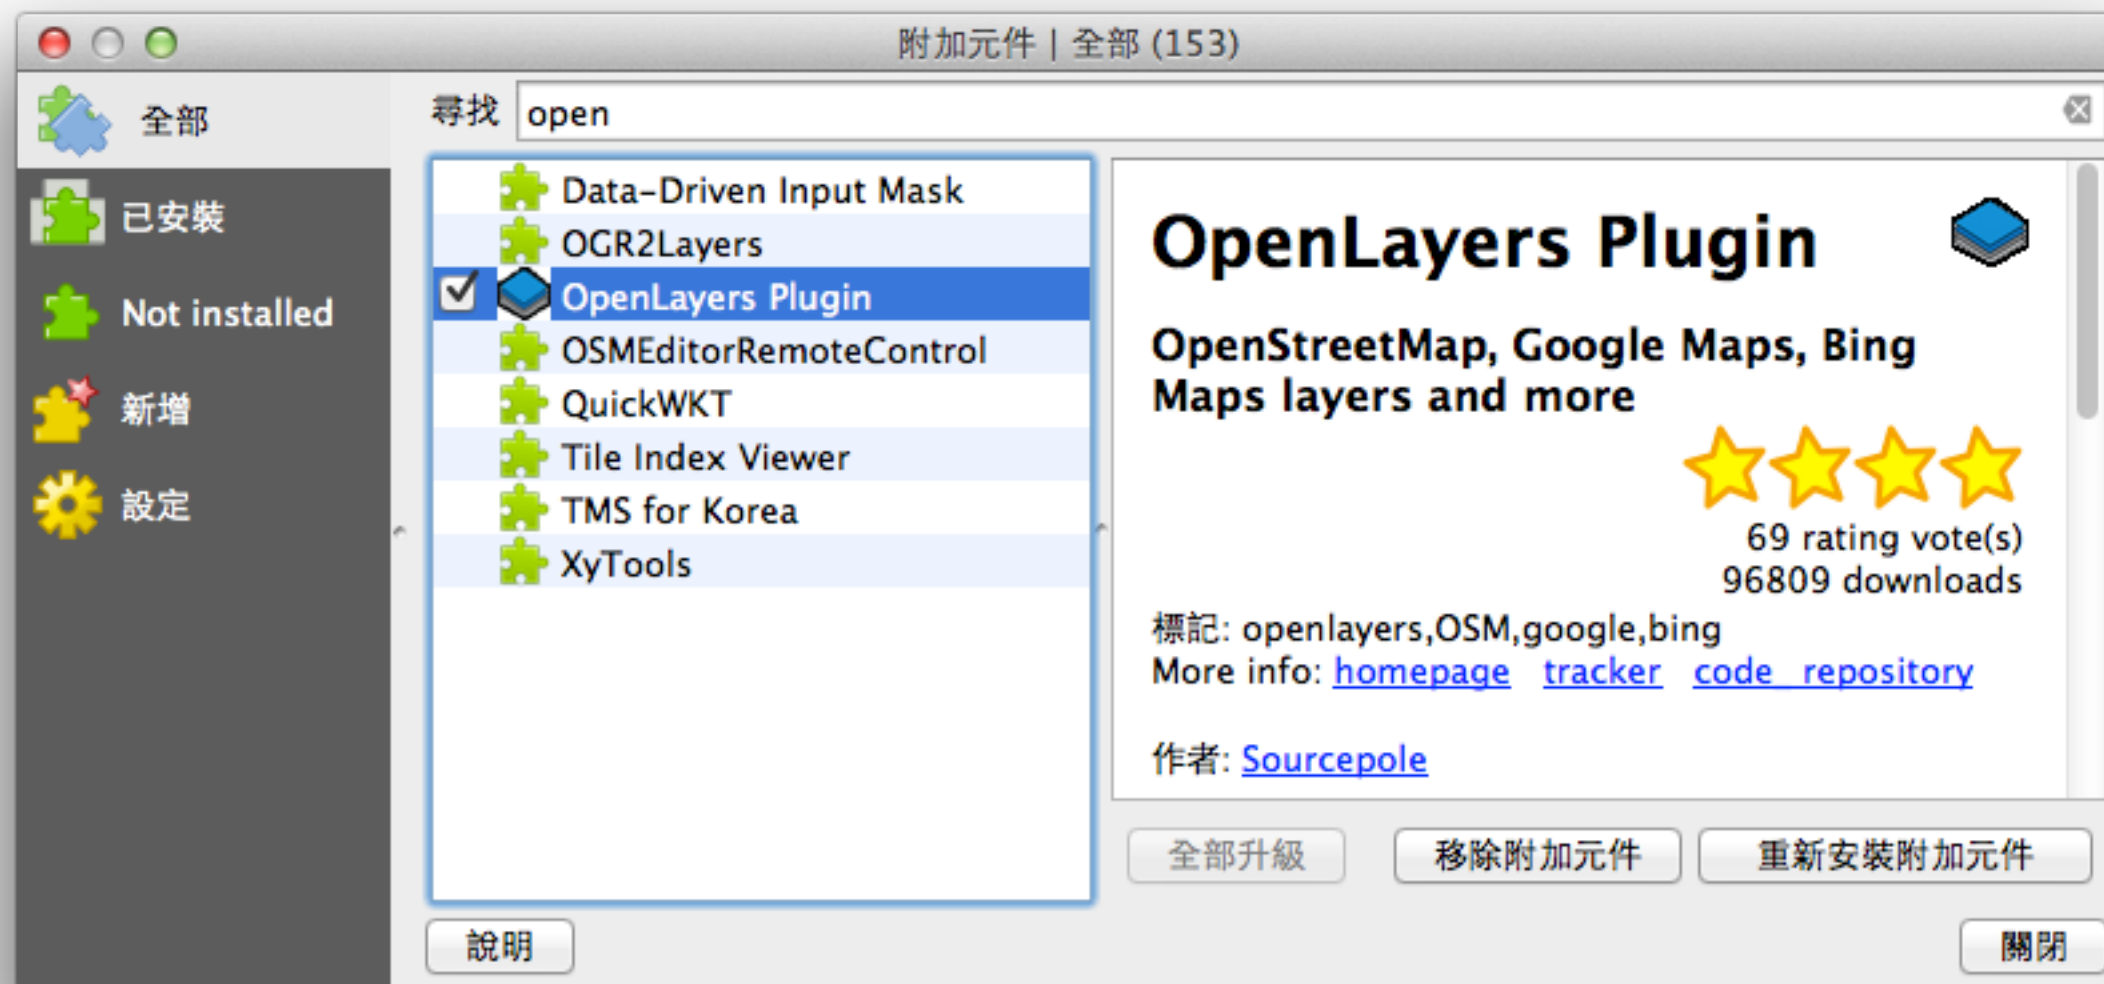 附加元件 | 全部 (153)
全部
已安裝
Not installed
新增
設定
尋找 open
Data-Driven Input Mask
OGR2Layers
OpenLayers Plugin
OSMEditorRemoteControl
QuickWKT
Tile Index Viewer
TMS for Korea
XyTools
OpenLayers Plugin
OpenStreetMap, Google Maps, Bing
Maps layers and more
69 rating vote(s)
96809 downloads
標記: openlayers,OSM,google,bing
More info: homepage tracker code_repository
作者: Sourcepole
全部升級 移除附加元件 重新安裝附加元件
說明 關閉